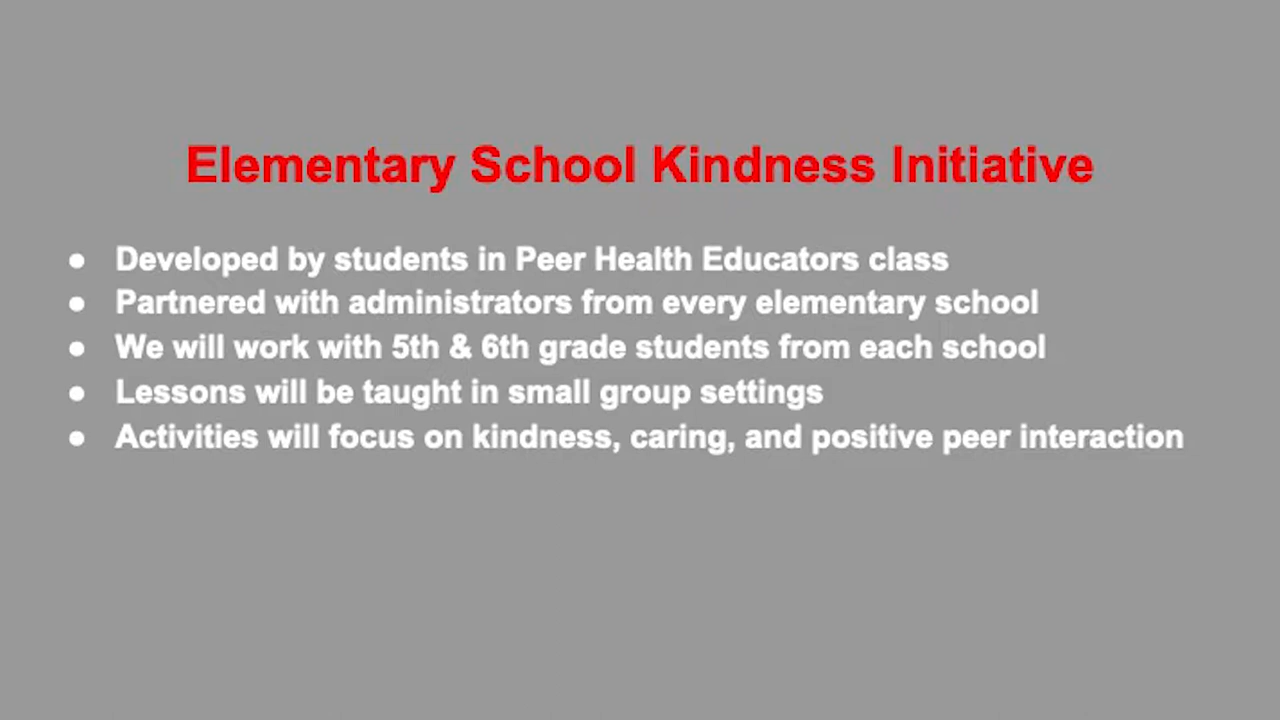 Elementary School Kindness Initiative
● Developed by students in Peer Health Educators class
● Partnered with administrators from every elementary school
● We will work with 5th & 6th grade students from each school
● Lessons will be taught in small group settings
● Activities will focus on kindness, caring, and positive peer interaction